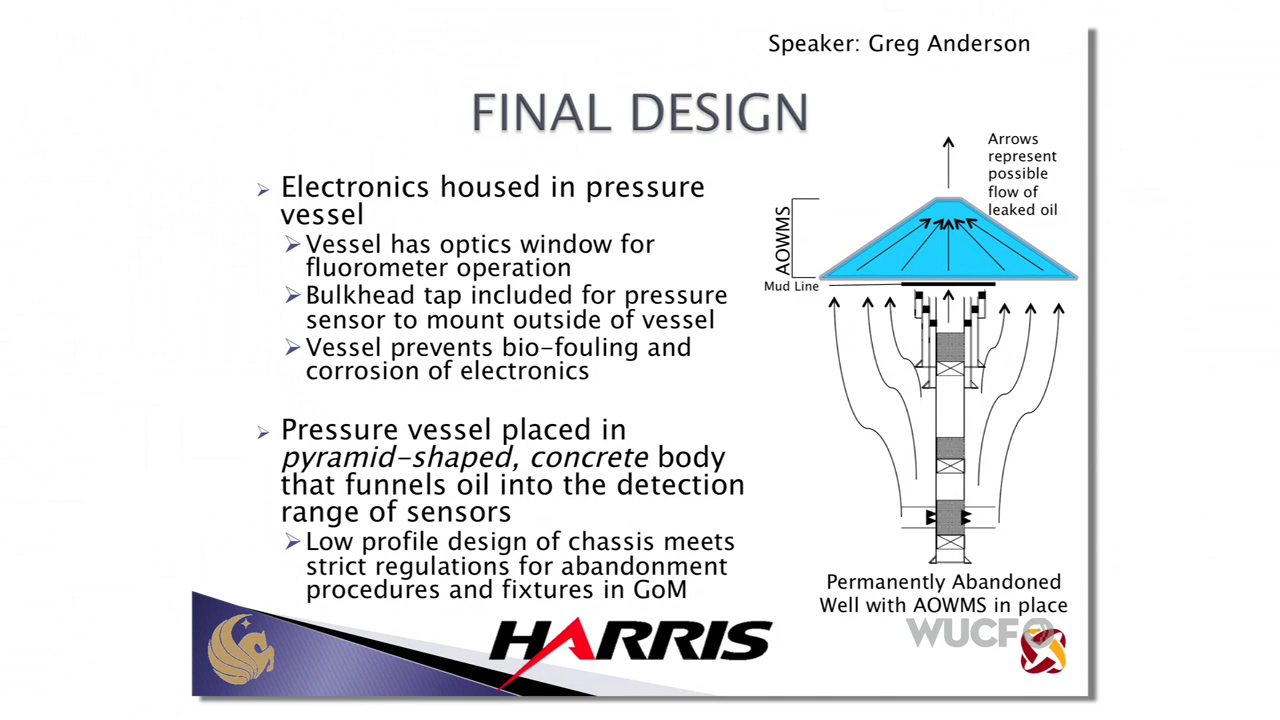 Speaker: Greg Anderson
FINAL DESIGN
Electronics housed in pressure
vessel
Vessel has optics window for
fluorometer operation
Bulkhead tap included for pressure
sensor to mount outside of vessel
Vessel prevents bio-fouling and
corrosion of electronics
Pressure vessel placed in
pyramid-shaped, concrete body
that funnels oil into the detection
range of sensors
Low profile design of chassis meets
strict regulations for abandonment
procedures and fixtures in GoM
Arrows
represent
possible
flow of
leaked oil
AOWMS
Mud Line
Permanently Abandoned
Well with AOWMS in place
HARRIS
WUCF